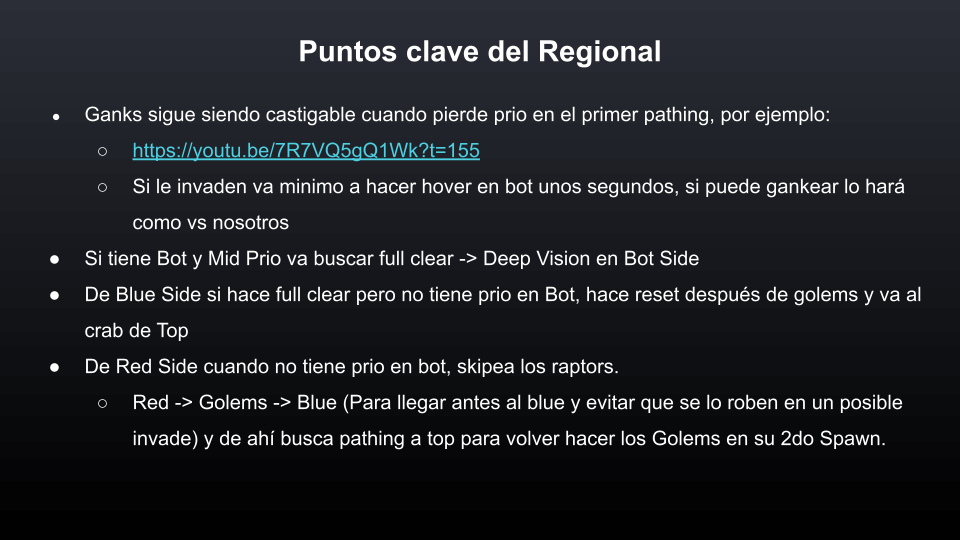 Puntos clave del Regional
● Ganks sigue siendo castigable cuando pierde prio en el primer pathing, por ejemplo:
○ https://youtu.be/7R7VQ5gQ1Wk?t=155
○ Si le invaden va minimo a hacer hover en bot unos segundos, si puede gankear lo hará
como vs nosotros
● Si tiene Bot y Mid Prio va buscar full clear -> Deep Vision en Bot Side
● De Blue Side si hace full clear pero no tiene prio en Bot, hace reset después de golems y va al
crab de Top
● De Red Side cuando no tiene prio en bot, skipea los raptors.
○ Red -> Golems -> Blue (Para llegar antes al blue y evitar que se lo roben en un posible
invade) y de ahí busca pathing a top para volver hacer los Golems en su 2do Spawn.